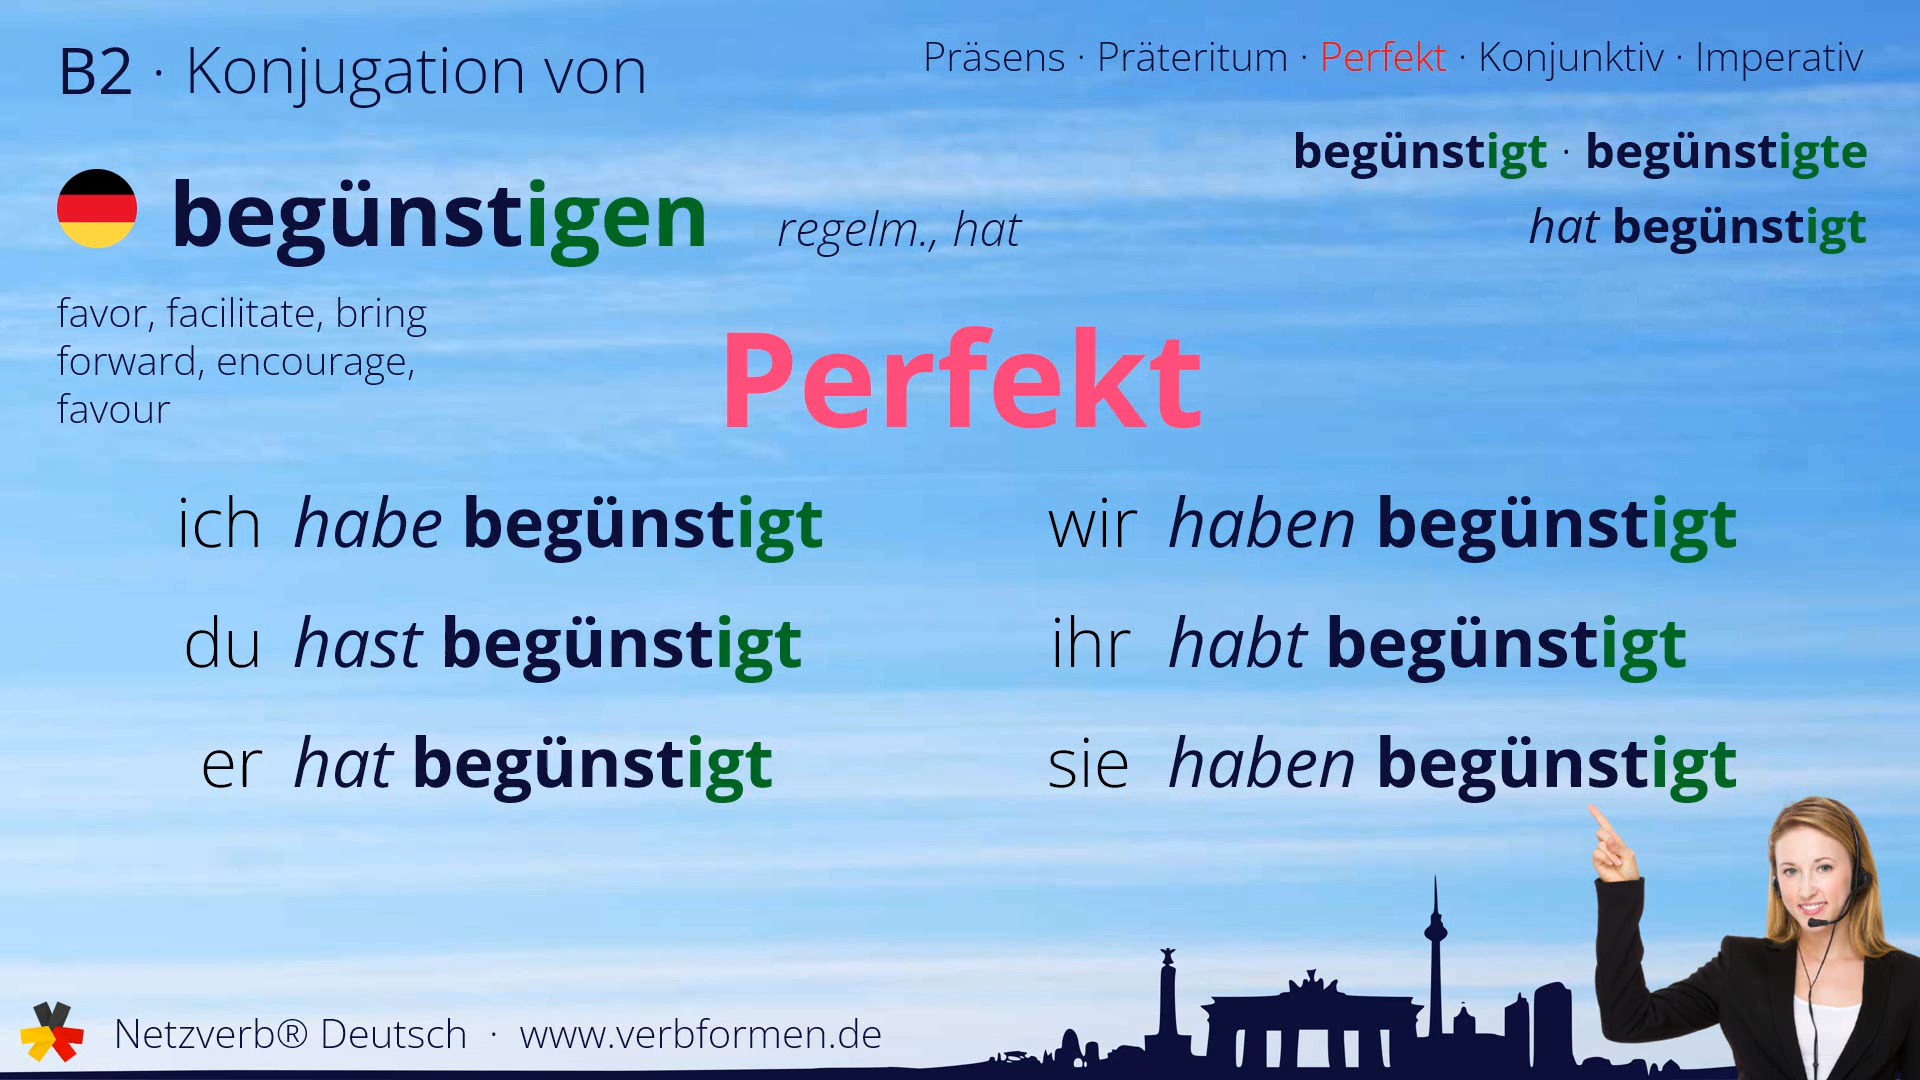 B2 · Konjugation von
Präsens · Präteritum · Perfekt · Konjunktiv · Imperativ
begünstigen regelm., hat
begünstigt · begünstigte
hat begünstigt
favor, facilitate, bring
forward, encourage,
favour
Perfekt
ich habe begünstigt
du hast begünstigt
er hat begünstigt
wir haben begünstigt
ihr habt begünstigt
sie haben begünstigt
Netzverb® Deutsch · www.verbformen.de